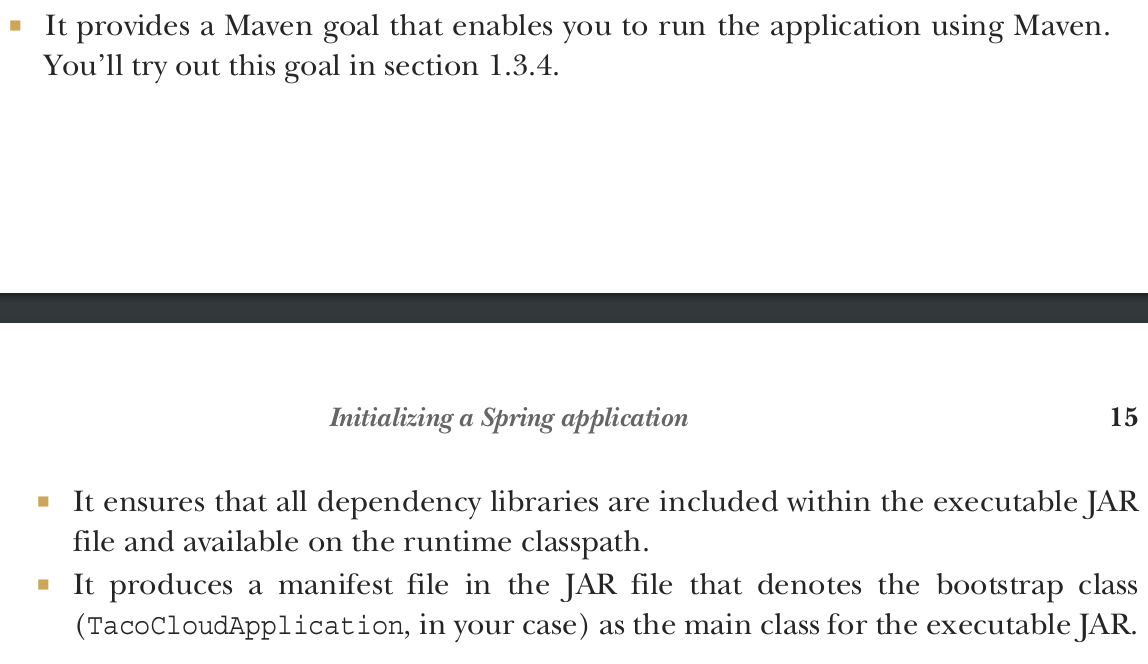 ▪ It provides a Maven goal that enables you to run the application using Maven.
You’ll try out this goal in section 1.3.4.
Initializing a Spring application 15
▪ It ensures that all dependency libraries are included within the executable JAR
file and available on the runtime classpath.
▪ It produces a manifest file in the JAR file that denotes the bootstrap class
(TacoCloudApplication, in your case) as the main class for the executable JAR.